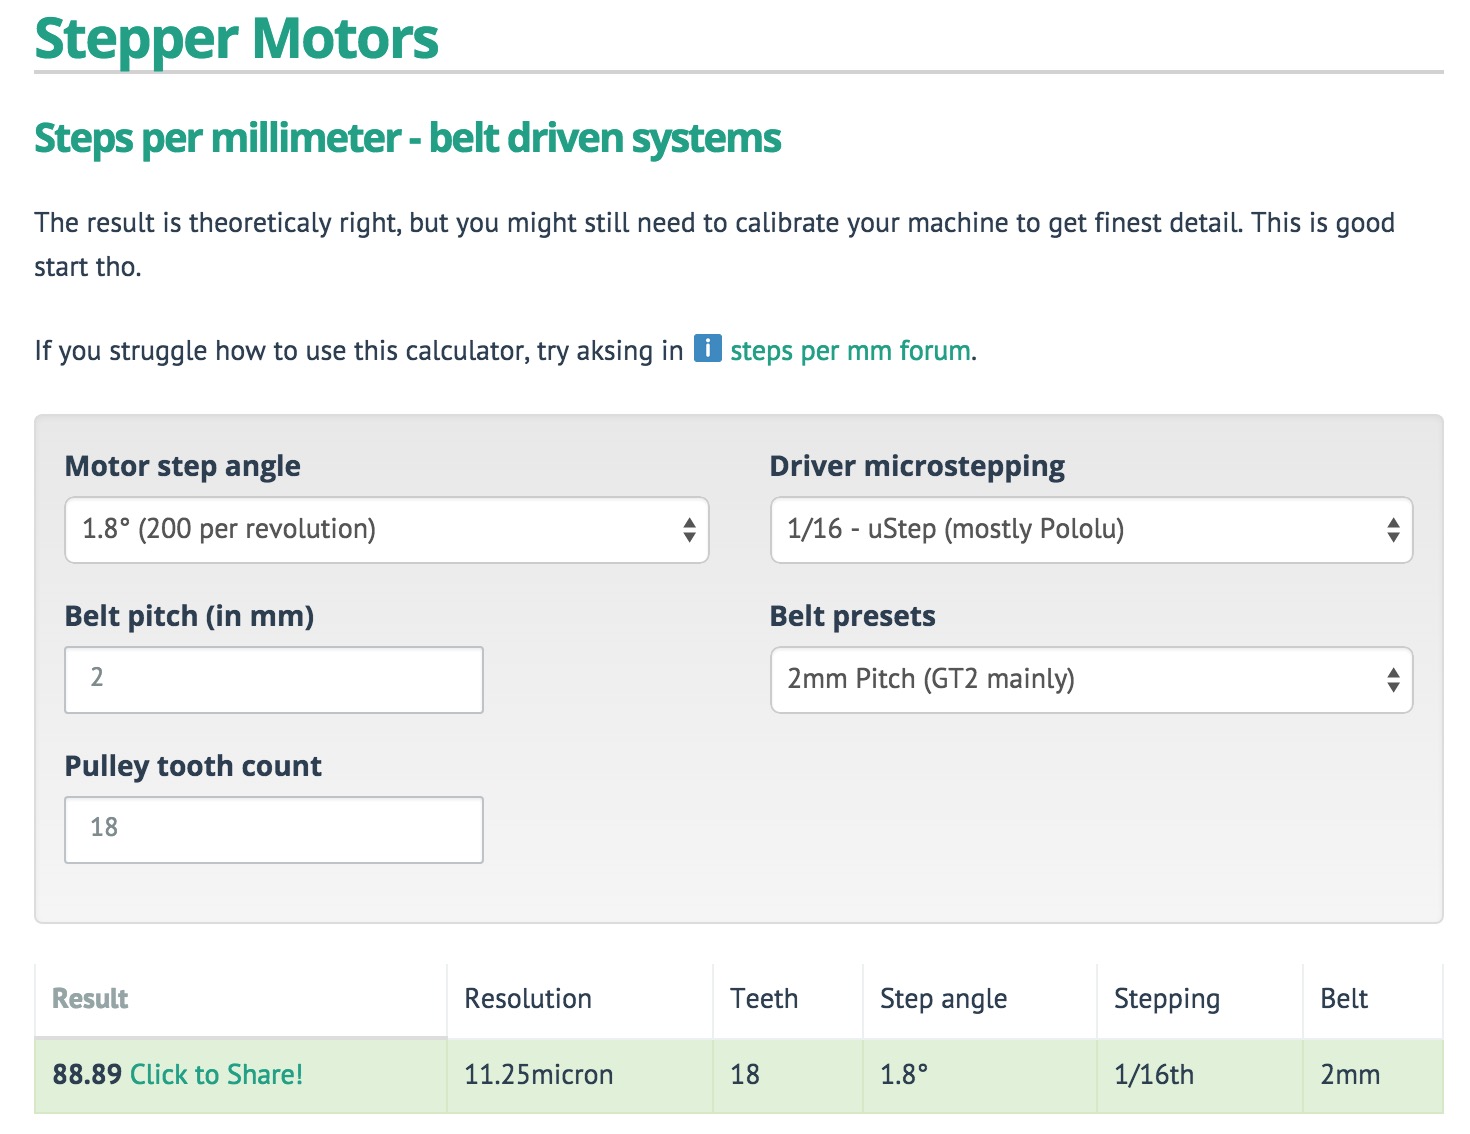 Stepper Motors
Steps per millimeter - belt driven systems
The result is theoreticaly right, but you might still need to calibrate your machine to get finest detail. This is good
start tho.
If you struggle how to use this calculator, try aksing in i steps per mm forum.
Motor step angle
1.8° (200 per revolution)
Driver microstepping
1/16 - uStep (mostly Pololu)
Belt pitch (in mm)
2
Belt presets
2mm Pitch (GT2 mainly)
Pulley tooth count
18
Result Resolution Teeth Step angle Stepping Belt
88.89 Click to Share! 11.25micron 18 1.8° 1/16th 2mm